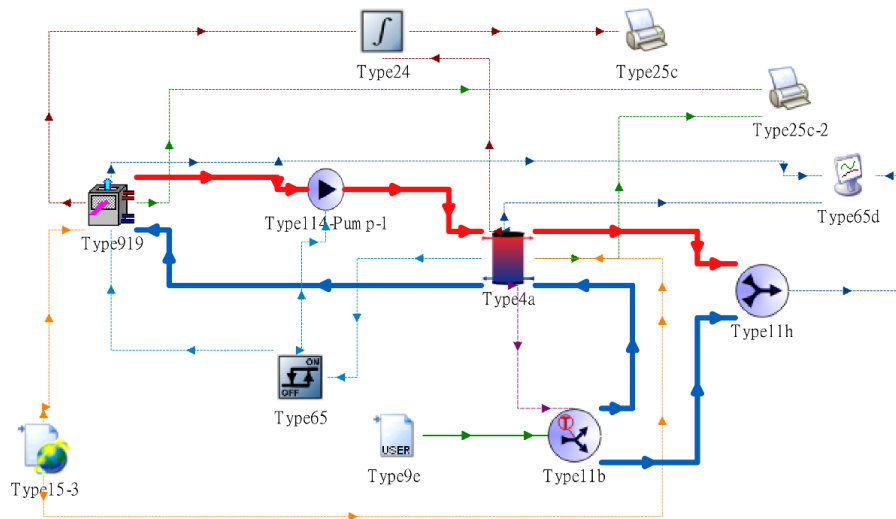 Type24
Type25c
Type25c-2
Type919
Type114-Pump-1
Type65d
Type4a
Type11h
ON
OFF
Type65
T
USER
Type15-3
Type9e
Type11b